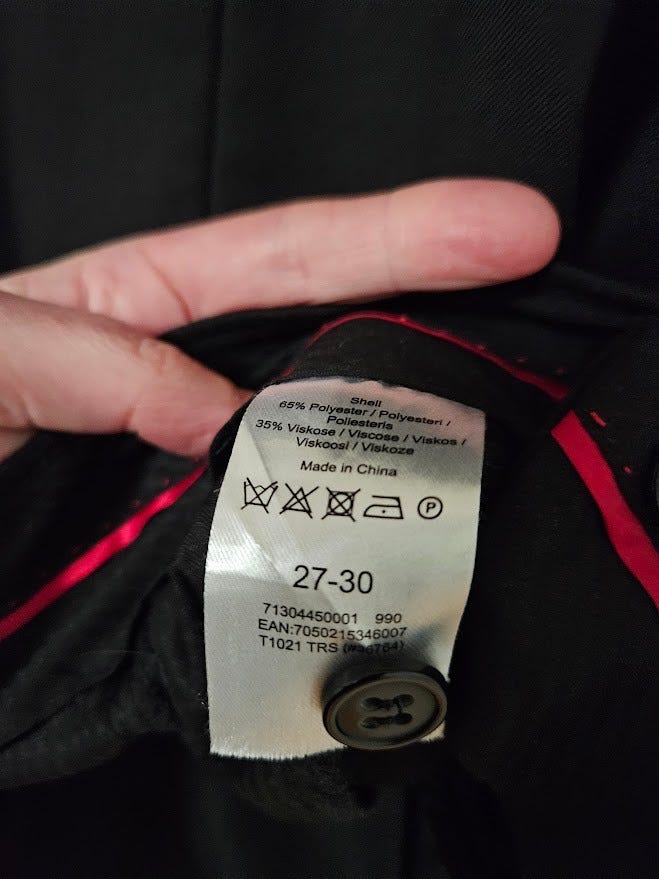 Shell
65% Polyester / Polyesteri /
Poliesteris
35% Viskose / Viscose / Viskos /
Viskoosi / Viskoze
Made in China
P
27-30
71304450001 990
EAN:7050215346007
T1021 TRS